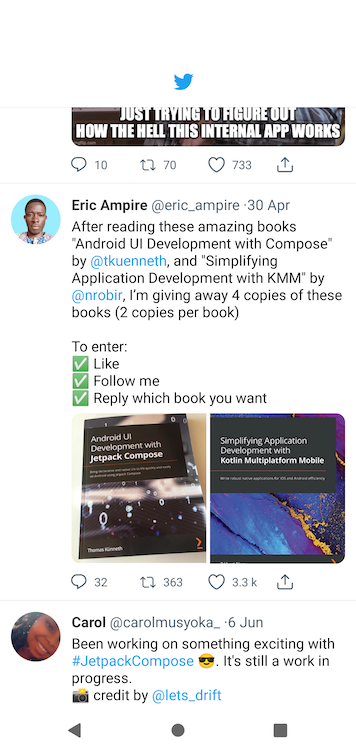 JUST TRYING TO FIGURE OUT
HOW THE HELL THIS INTERNAL APP WORKS
10 70 733
Eric Ampire @eric_ampire ·30 Apr
After reading these amazing books
"Android UI Development with Compose"
by @tkuenneth, and "Simplifying
Application Development with KMM" by
@nrobir, I'm giving away 4 copies of these
books (2 copies per book)
To enter:
✅ Like
✅ Follow me
✅ Reply which book you want
Android UI
Development with
Jetpack Compose
Thomas Künneth
Simplifying Application
Development with
Kotlin Multiplatform Mobile
Write robust native applications for iOS and Android efficiently
32 363 3.3 k
Carol @carolmusyoka_ ·6 Jun
Been working on something exciting with
#JetpackCompose 😎. It's still a work in
progress.
📸 credit by @lets_drift